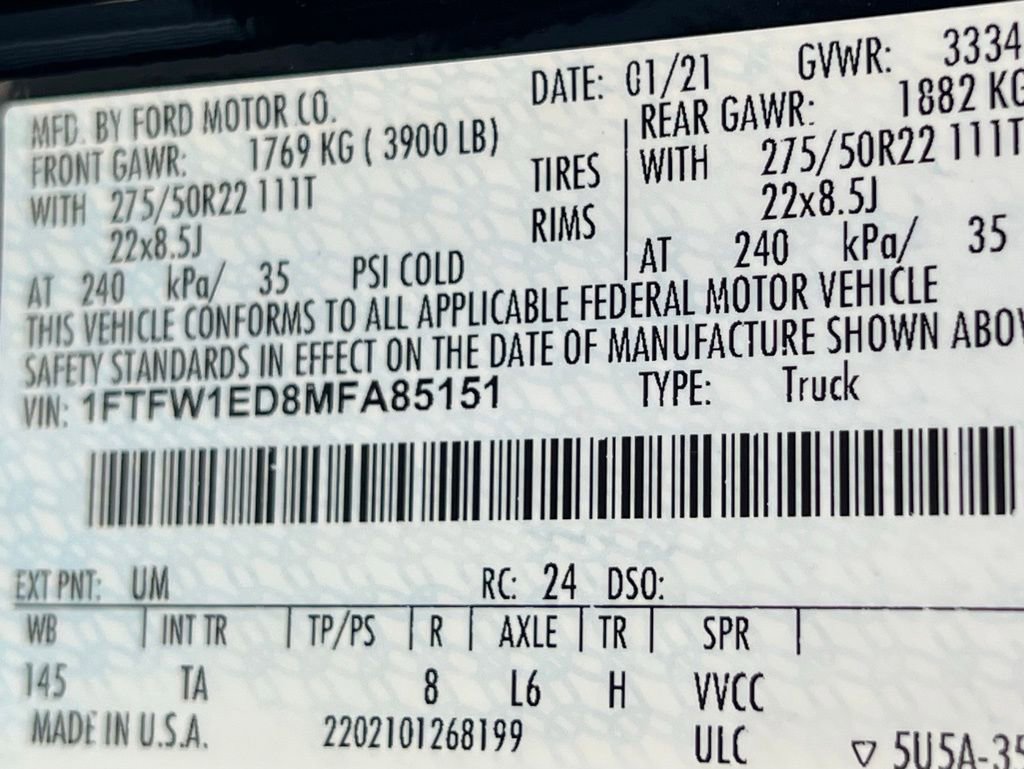 DATE: 01/21 GVWR: 3334
MFD. BY FORD MOTOR CO.
FRONT GAWR: 1769 KG ( 3900 LB) REAR GAWR: 1882 KG
WITH 275/50R22 111T TIRES WITH 275/50R22 111T
22x8.5J RIMS 22x8.5J
AT 240 kPa/ 35 PSI COLD AT 240 kPa/ 35
THIS VEHICLE CONFORMS TO ALL APPLICABLE FEDERAL MOTOR VEHICLE
SAFETY STANDARDS IN EFFECT ON THE DATE OF MANUFACTURE SHOWN ABOV
VIN: 1FTFW1ED8MFA85151 TYPE: Truck
EXT PNT: UM RC: 24 DSO:
WB INT TR TP/PS R AXLE TR SPR
145 TA 8 L6 H VVCC
MADE IN U.S.A. 2202101268199 ULC ▽ 5U5A-35